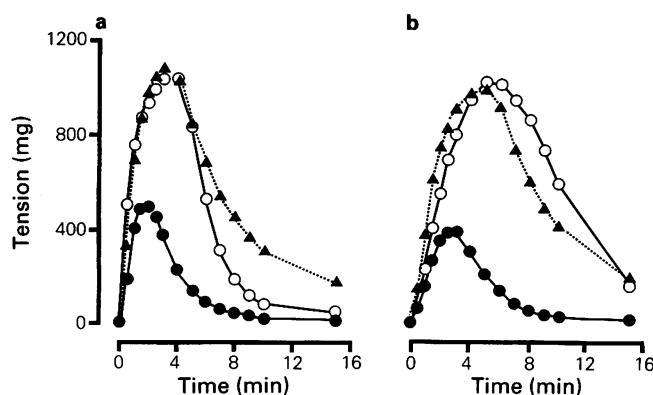 a
b
1200
800
400
0
Tension (mg)
0 4 8 12 16
0 4 8 12 16
Time (min)
Time (min)